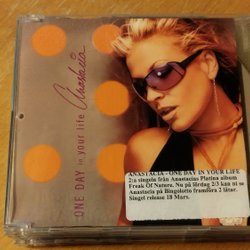 ONE DAY in your life
Anastacia
ANASTACIA - ONE DAY IN YOUR LIFE
2:a singeln från Anastacias Platina album
Freak Of Nature. Nu på lördag 2/3 kan ni se
Anastacia på Bingolotto framföra 2 låtar.
Singel release 18 Mars.